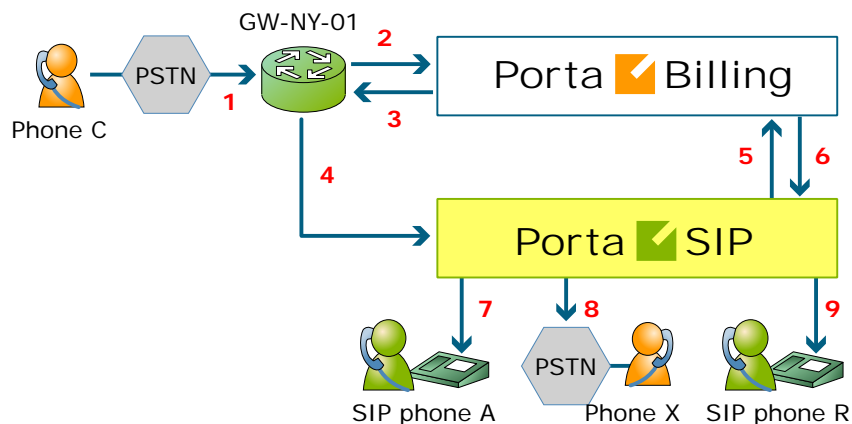 GW-NY-01
2
PSTN
Porta Billing
1
3
Phone C
4
5
6
Porta SIP
7
8
9
PSTN
SIP phone A
Phone X
SIP phone R